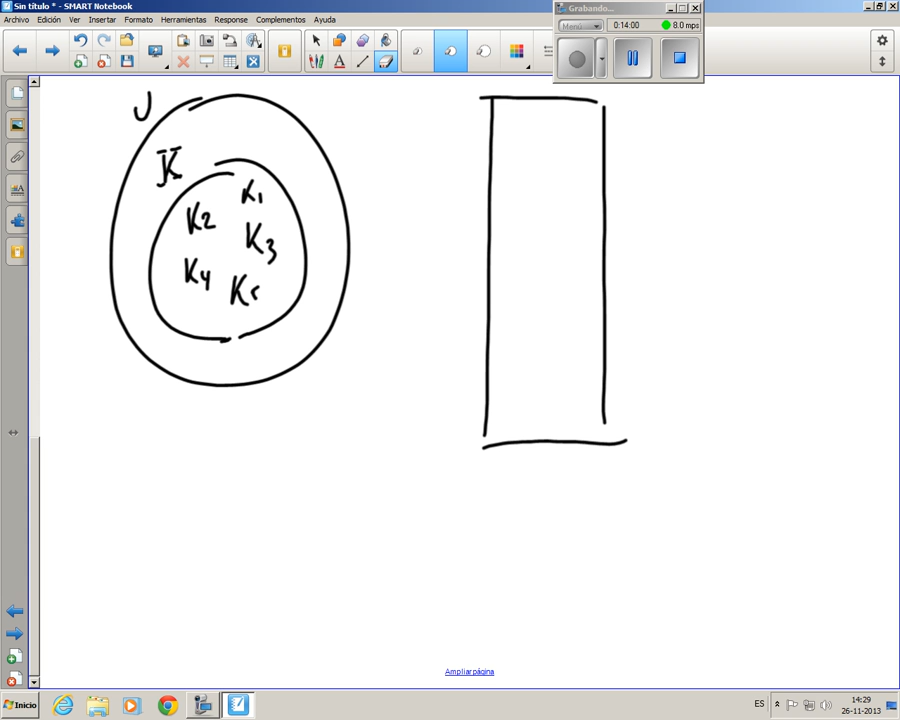 Sin título * - SMART Notebook
Archivo Edición Ver Insertar Formato Herramientas Response Complementos Ayuda
Grabando...
Menú
0:14:00
8.0 mps
U
K
K1
K2
K3
K4
K5
Ampliar página
Inicio
ES
14:29
26-11-2013